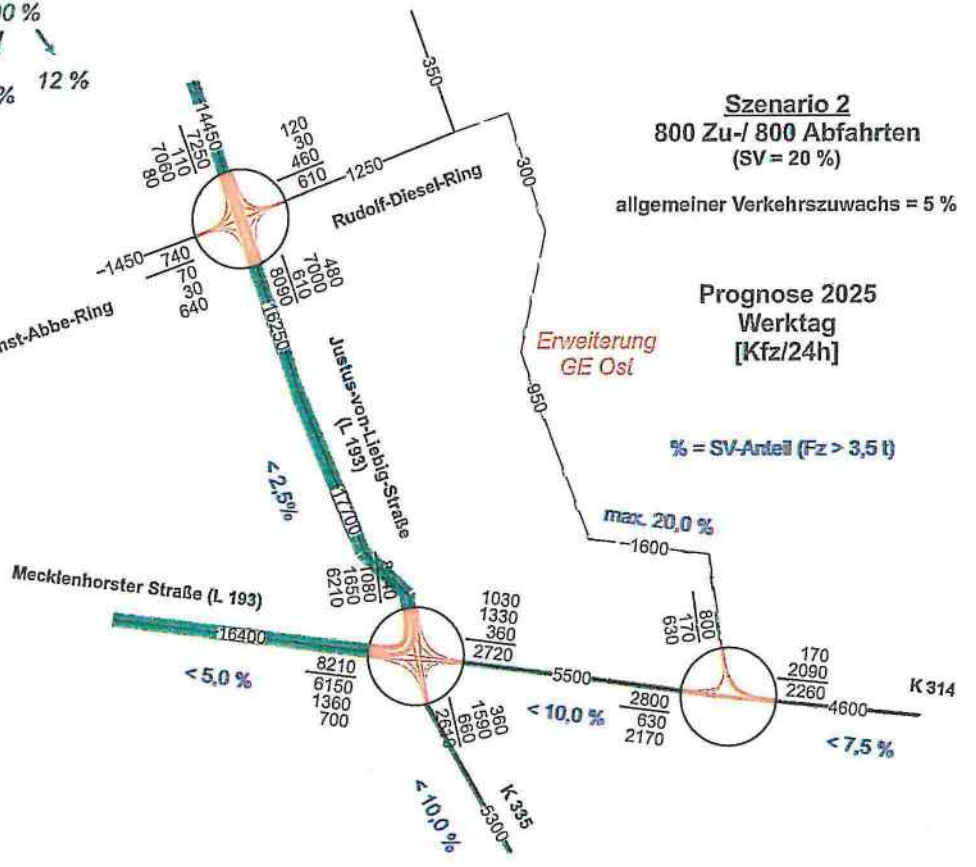 12 %
Szenario 2
800 Zu-/ 800 Abfahrten
(SV = 20 %)
allgemeiner Verkehrszuwachs = 5 %
Prognose 2025
Werktag
[Kfz/24h]
% = SV-Anteil (Fz > 3,5 t)
350
14450
7250
110
7060
80
120
30
460
610
1250
Rudolf-Diesel-Ring
300
1450
740
70
30
640
nst-Abbe-Ring
480
7000
610
8090
16250
Justus-von-Liebig-Straße
(L 193)
Erweiterung
GE Ost
950
< 2,5%
17700
max. 20,0 %
1600
Mecklenhorster Straße (L 193)
1080
1650
6210
16400
< 5,0 %
8210
6150
1360
700
1030
1330
360
2720
5500
< 10,0 %
360
1590
660
2610
K 335
5300
< 10,0 %
800
170
630
2800
630
2170
170
2090
2260
4600
K 314
< 7,5 %